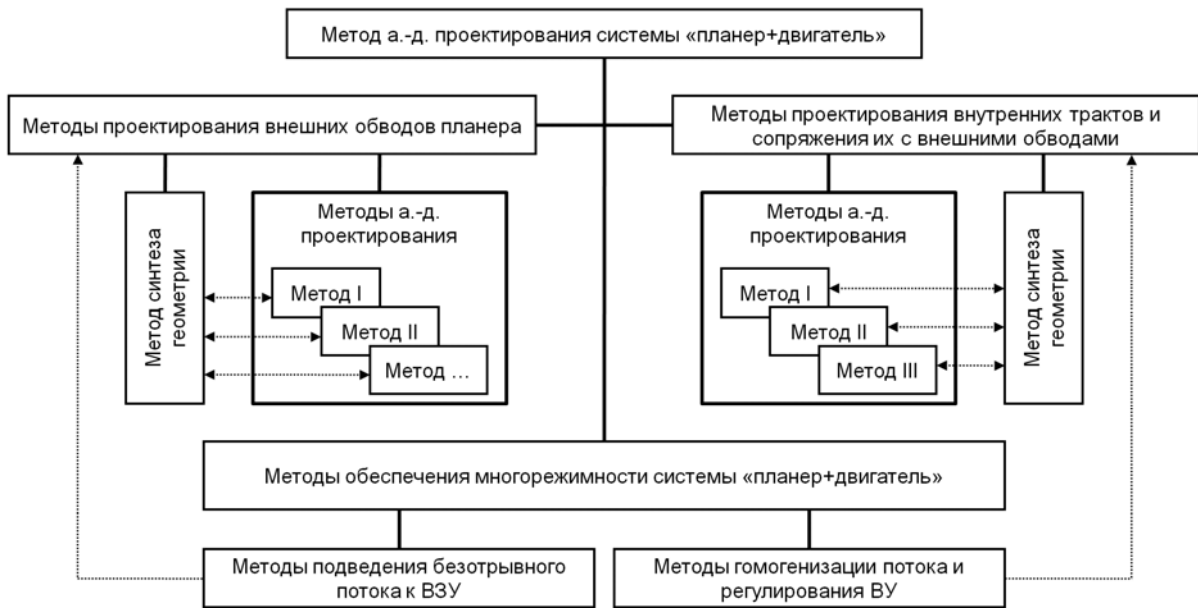 Метод а.-д. проектирования системы «планер+двигатель»
Методы проектирования внешних обводов планера
Методы проектирования внутренних трактов и
сопряжения их с внешними обводами
Метод синтеза
геометрии
Методы а.-д.
проектирования
Метод I
Метод II
Метод ...
Методы а.-д.
проектирования
Метод I
Метод II
Метод III
Метод синтеза
геометрии
Методы обеспечения многорежимности системы «планер+двигатель»
Методы подведения безотрывного
потока к ВЗУ
Методы гомогенизации потока и
регулирования ВУ